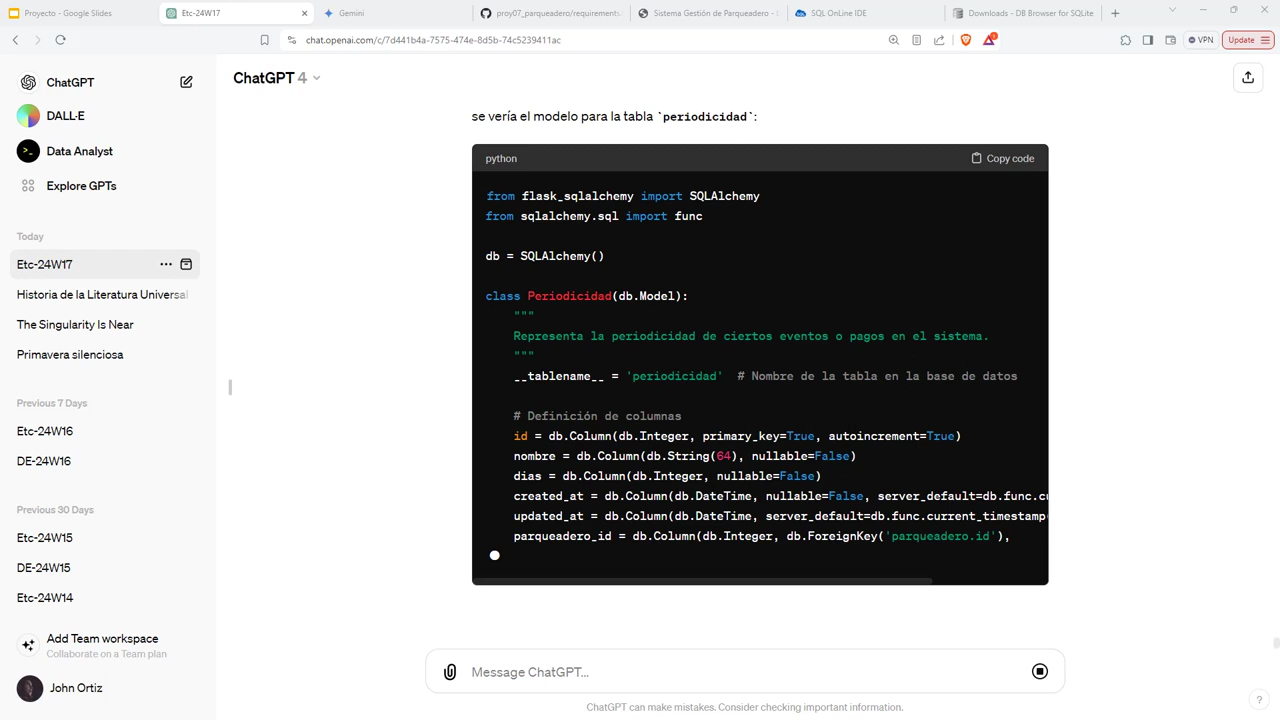 Proyecto - Google Slides
Etc-24W17
Gemini
proy07_parqueadero/requirements
Sistema Gestión de Parqueadero - L
SQL OnLine IDE
Downloads - DB Browser for SQLite
chat.openai.com/c/7d441b4a-7575-474e-8d5b-74c5239411ac
VPN
Update
ChatGPT
DALL·E
Data Analyst
Explore GPTs
Today
Etc-24W17
Historia de la Literatura Universal
The Singularity Is Near
Primavera silenciosa
Previous 7 Days
Etc-24W16
DE-24W16
Previous 30 Days
Etc-24W15
DE-24W15
Etc-24W14
Add Team workspace
Collaborate on a Team plan
John Ortiz
ChatGPT 4
se vería el modelo para la tabla `periodicidad`:
python
Copy code
from flask_sqlalchemy import SQLAlchemy
from sqlalchemy.sql import func
db = SQLAlchemy()
class Periodicidad(db.Model):
"""
Representa la periodicidad de ciertos eventos o pagos en el sistema.
"""
__tablename__ = 'periodicidad'  # Nombre de la tabla en la base de datos
# Definición de columnas
id = db.Column(db.Integer, primary_key=True, autoincrement=True)
nombre = db.Column(db.String(64), nullable=False)
dias = db.Column(db.Integer, nullable=False)
created_at = db.Column(db.DateTime, nullable=False, server_default=db.func.cu
updated_at = db.Column(db.DateTime, server_default=db.func.current_timestamp(
parqueadero_id = db.Column(db.Integer, db.ForeignKey('parqueadero.id'),
Message ChatGPT...
ChatGPT can make mistakes. Consider checking important information.
?